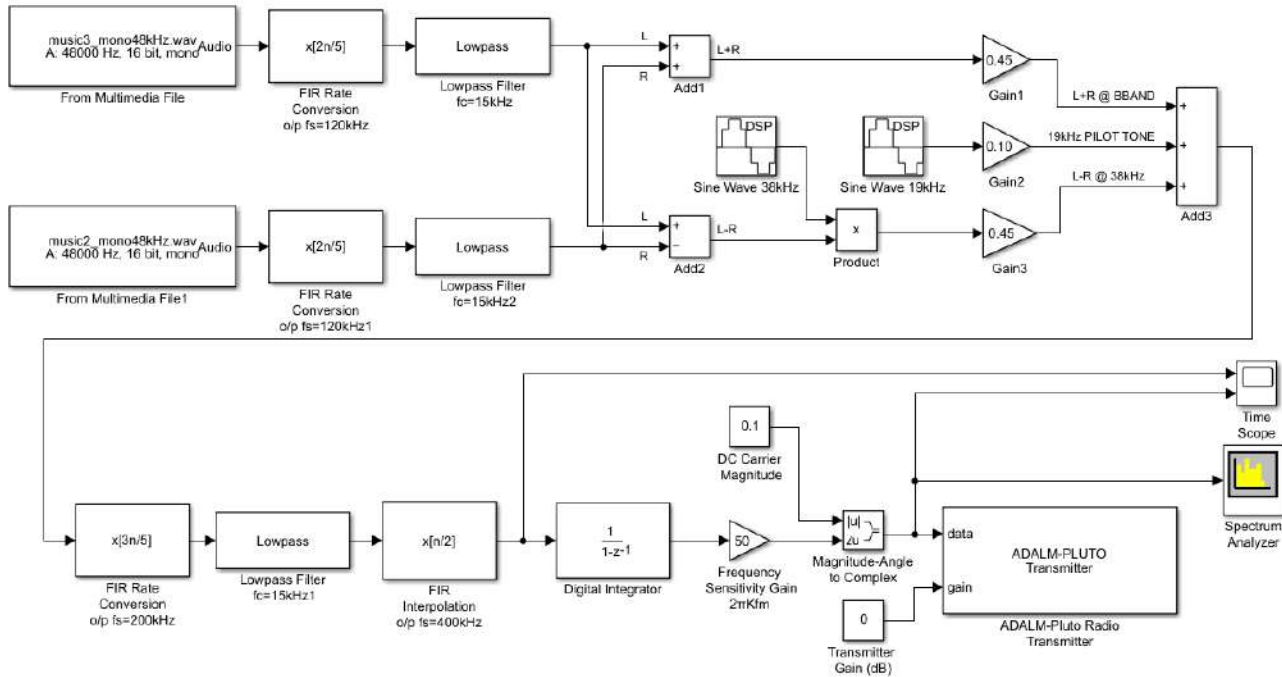 music3_mono48kHz.wav
A: 48000 Hz, 16 bit, mono
Audio
From Multimedia File
x[2n/5]
FIR Rate
Conversion
o/p fs=120kHz
Lowpass
Lowpass Filter
fc=15kHz
L
R
+
+
Add1
L+R
0.45
Gain1
L+R @ BBAND
DSP
Sine Wave 38kHz
DSP
Sine Wave 19kHz
0.10
Gain2
19kHz PILOT TONE
L-R @ 38kHz
+
+
+
Add3
music2_mono48kHz.wav
A: 48000 Hz, 16 bit, mono
Audio
From Multimedia File1
x[2n/5]
FIR Rate
Conversion
o/p fs=120kHz1
Lowpass
Lowpass Filter
fc=15kHz2
L
R
+
−
Add2
L-R
x
Product
0.45
Gain3
x[3n/5]
FIR Rate
Conversion
o/p fs=200kHz
Lowpass
Lowpass Filter
fc=15kHz1
x[n/2]
FIR
Interpolation
o/p fs=400kHz
1
1-z-1
Digital Integrator
50
Frequency
Sensitivity Gain
2πKfm
0.1
DC Carrier
Magnitude
|u|
∠u
Magnitude-Angle
to Complex
0
Transmitter
Gain (dB)
data
gain
ADALM-PLUTO
Transmitter
ADALM-Pluto Radio
Transmitter
Time
Scope
Spectrum
Analyzer